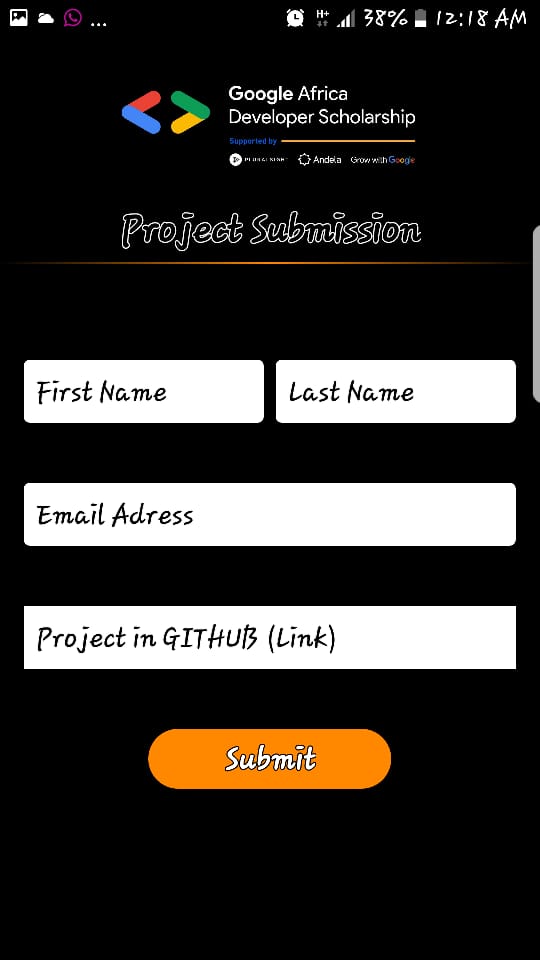 ... H+ 38% 12:18 AM
Google Africa
Developer Scholarship
Supported by
PLURALSIGHT Andela Grow with Google
Project Submission
First Name Last Name
Email Adress
Project in GITHUB (Link)
Submit